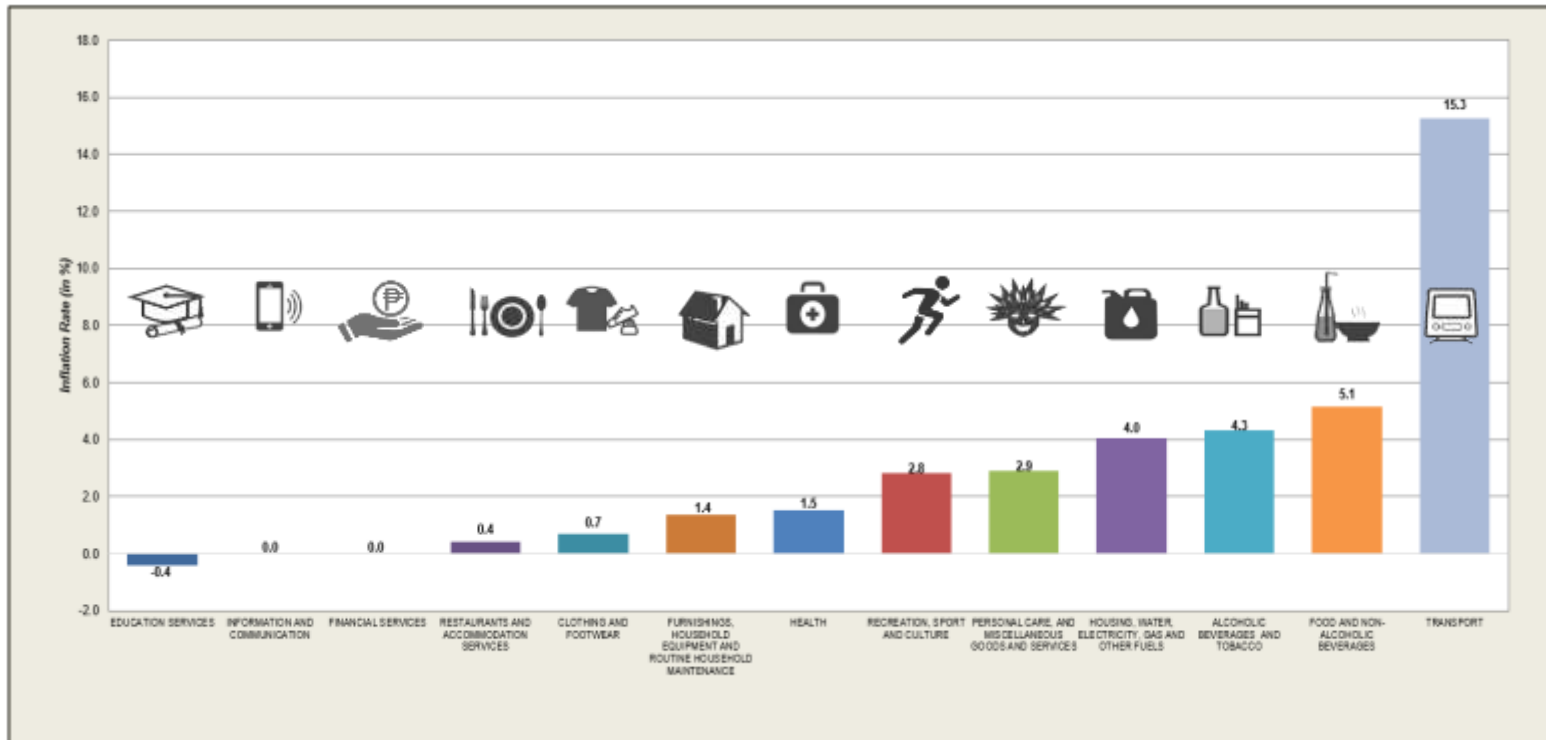 18.0
16.0
14.0
12.0
10.0
8.0
6.0
4.0
2.0
0.0
-2.0
Inflation Rate (in %)
-0.4
0.0
0.0
0.4
0.7
1.4
1.5
2.8
2.9
4.0
4.3
5.1
15.3
EDUCATION SERVICES
INFORMATION AND
COMMUNICATION
FINANCIAL SERVICES
RESTAURANTS AND
ACCOMMODATION
SERVICES
CLOTHING AND
FOOTWEAR
FURNISHINGS,
HOUSEHOLD
EQUIPMENT AND
ROUTINE HOUSEHOLD
MAINTENANCE
HEALTH
RECREATION, SPORT
AND CULTURE
PERSONAL CARE, AND
MISCELLANEOUS
GOODS AND SERVICES
HOUSING, WATER,
ELECTRICITY, GAS AND
OTHER FUELS
ALCOHOLIC
BEVERAGES AND
TOBACCO
FOOD AND NON-
ALCOHOLIC
BEVERAGES
TRANSPORT